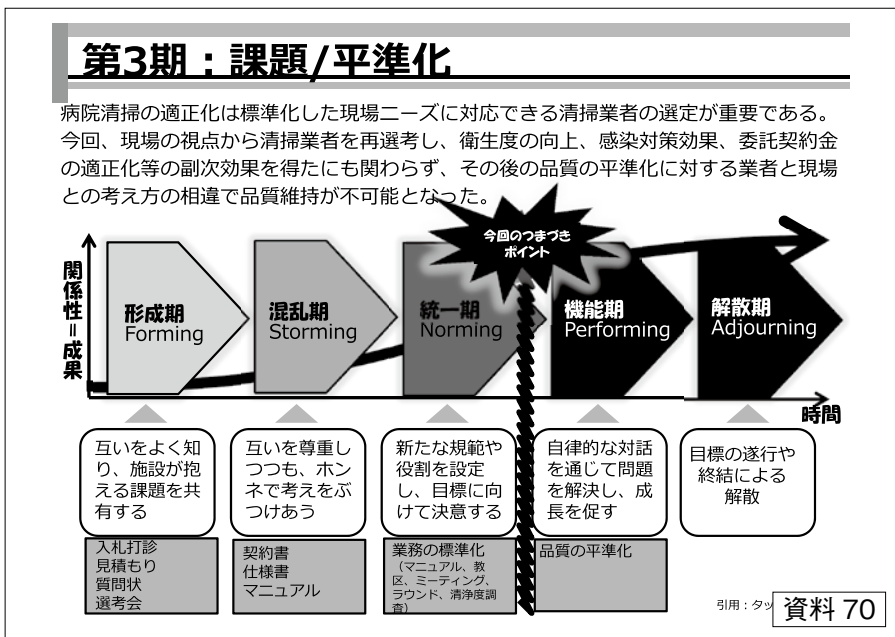 第3期：課題/平準化
病院清掃の適正化は標準化した現場ニーズに対応できる清掃業者の選定が重要である。
今回、現場の視点から清掃業者を再選考し、衛生度の向上、感染対策効果、委託契約金
の適正化等の副次効果を得たにも関わらず、その後の品質の平準化に対する業者と現場
との考え方の相違で品質維持が不可能となった。
今回のつまづき
ポイント
関係性=成果
形成期
Forming
混乱期
Storming
統一期
Norming
機能期
Performing
解散期
Adjourning
時間
互いをよく知
り、施設が抱
える課題を共
有する
互いを尊重し
つつも、ホン
ネで考えをぶ
つけあう
新たな規範や
役割を設定
し、目標に向
けて決意する
自律的な対話
を通じて問題
を解決し、成
長を促す
目標の遂行や
終結による
解散
入札打診
見積もり
質問状
選考会
契約書
仕様書
マニュアル
業務の標準化
（マニュアル、教
区、ミーティング、
ラウンド、清浄度調
査）
品質の平準化
引用：タッ
資料 70